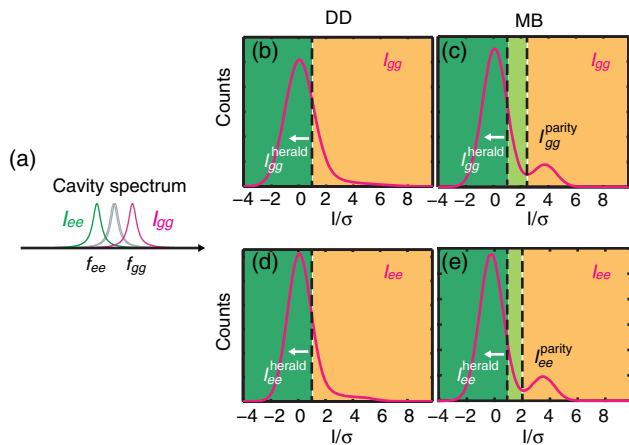 DD
MB
(a)
Cavity spectrum
I_ee
I_gg
f_ee
f_gg
(b)
I_gg
I_gg^herald
Counts
−4 −2 0 2 4 6 8
I/σ
(c)
I_gg
I_gg^parity
I_gg^herald
−4 −2 0 2 4 6 8
I/σ
(d)
I_ee
I_ee^herald
Counts
−4 −2 0 2 4 6 8
I/σ
(e)
I_ee
I_ee^parity
I_ee^herald
−4 −2 0 2 4 6 8
I/σ